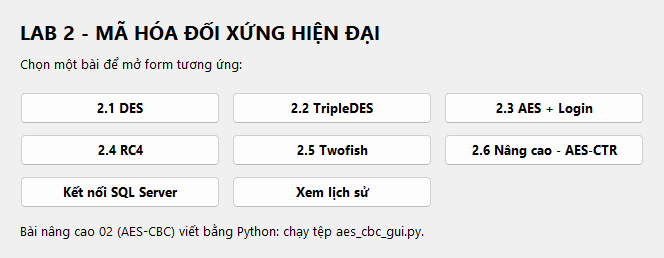 LAB 2 - MÃ HÓA ĐỐI XỨNG HIỆN ĐẠI
Chọn một bài để mở form tương ứng:
2.1 DES
2.2 TripleDES
2.3 AES + Login
2.4 RC4
2.5 Twofish
2.6 Nâng cao - AES-CTR
Kết nối SQL Server
Xem lịch sử
Bài nâng cao 02 (AES-CBC) viết bằng Python: chạy tệp aes_cbc_gui.py.